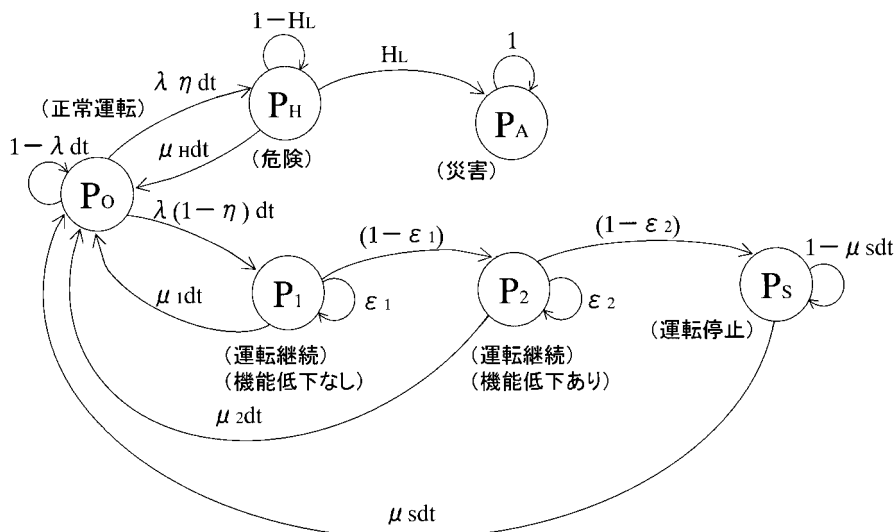 1－HL
HL
1
λ η dt
(正常運転)
PH
PA
1－λ dt
μHdt
(危険)
(災害)
PO
λ(1－η)dt
(1－ε1)
(1－ε2)
1－μsdt
μ1dt
P1
ε1
P2
ε2
PS
(運転継続)
(機能低下なし)
(運転継続)
(機能低下あり)
(運転停止)
μ2dt
μsdt